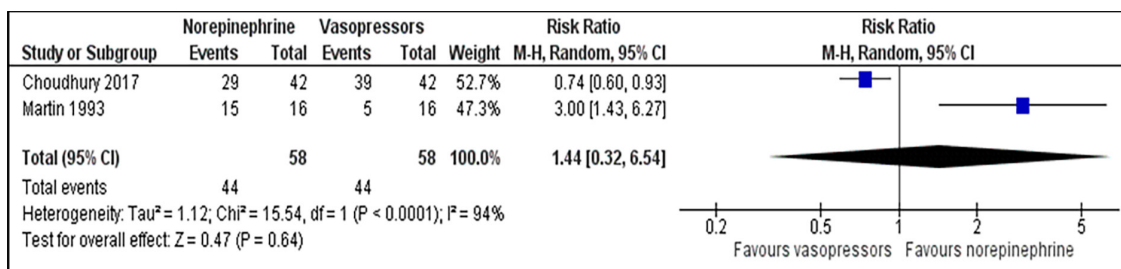 Norepinephrine Vasopressors Risk Ratio Risk Ratio
Study or Subgroup Events Total Events Total Weight M-H, Random, 95% CI M-H, Random, 95% CI
Choudhury 2017 29 42 39 42 52.7% 0.74 [0.60, 0.93]
Martin 1993 15 16 5 16 47.3% 3.00 [1.43, 6.27]
Total (95% CI) 58 58 100.0% 1.44 [0.32, 6.54]
Total events 44 44
Heterogeneity: Tau² = 1.12; Chi² = 15.54, df = 1 (P < 0.0001); I² = 94%
Test for overall effect: Z = 0.47 (P = 0.64)
0.2 0.5 1 2 5
Favours vasopressors Favours norepinephrine